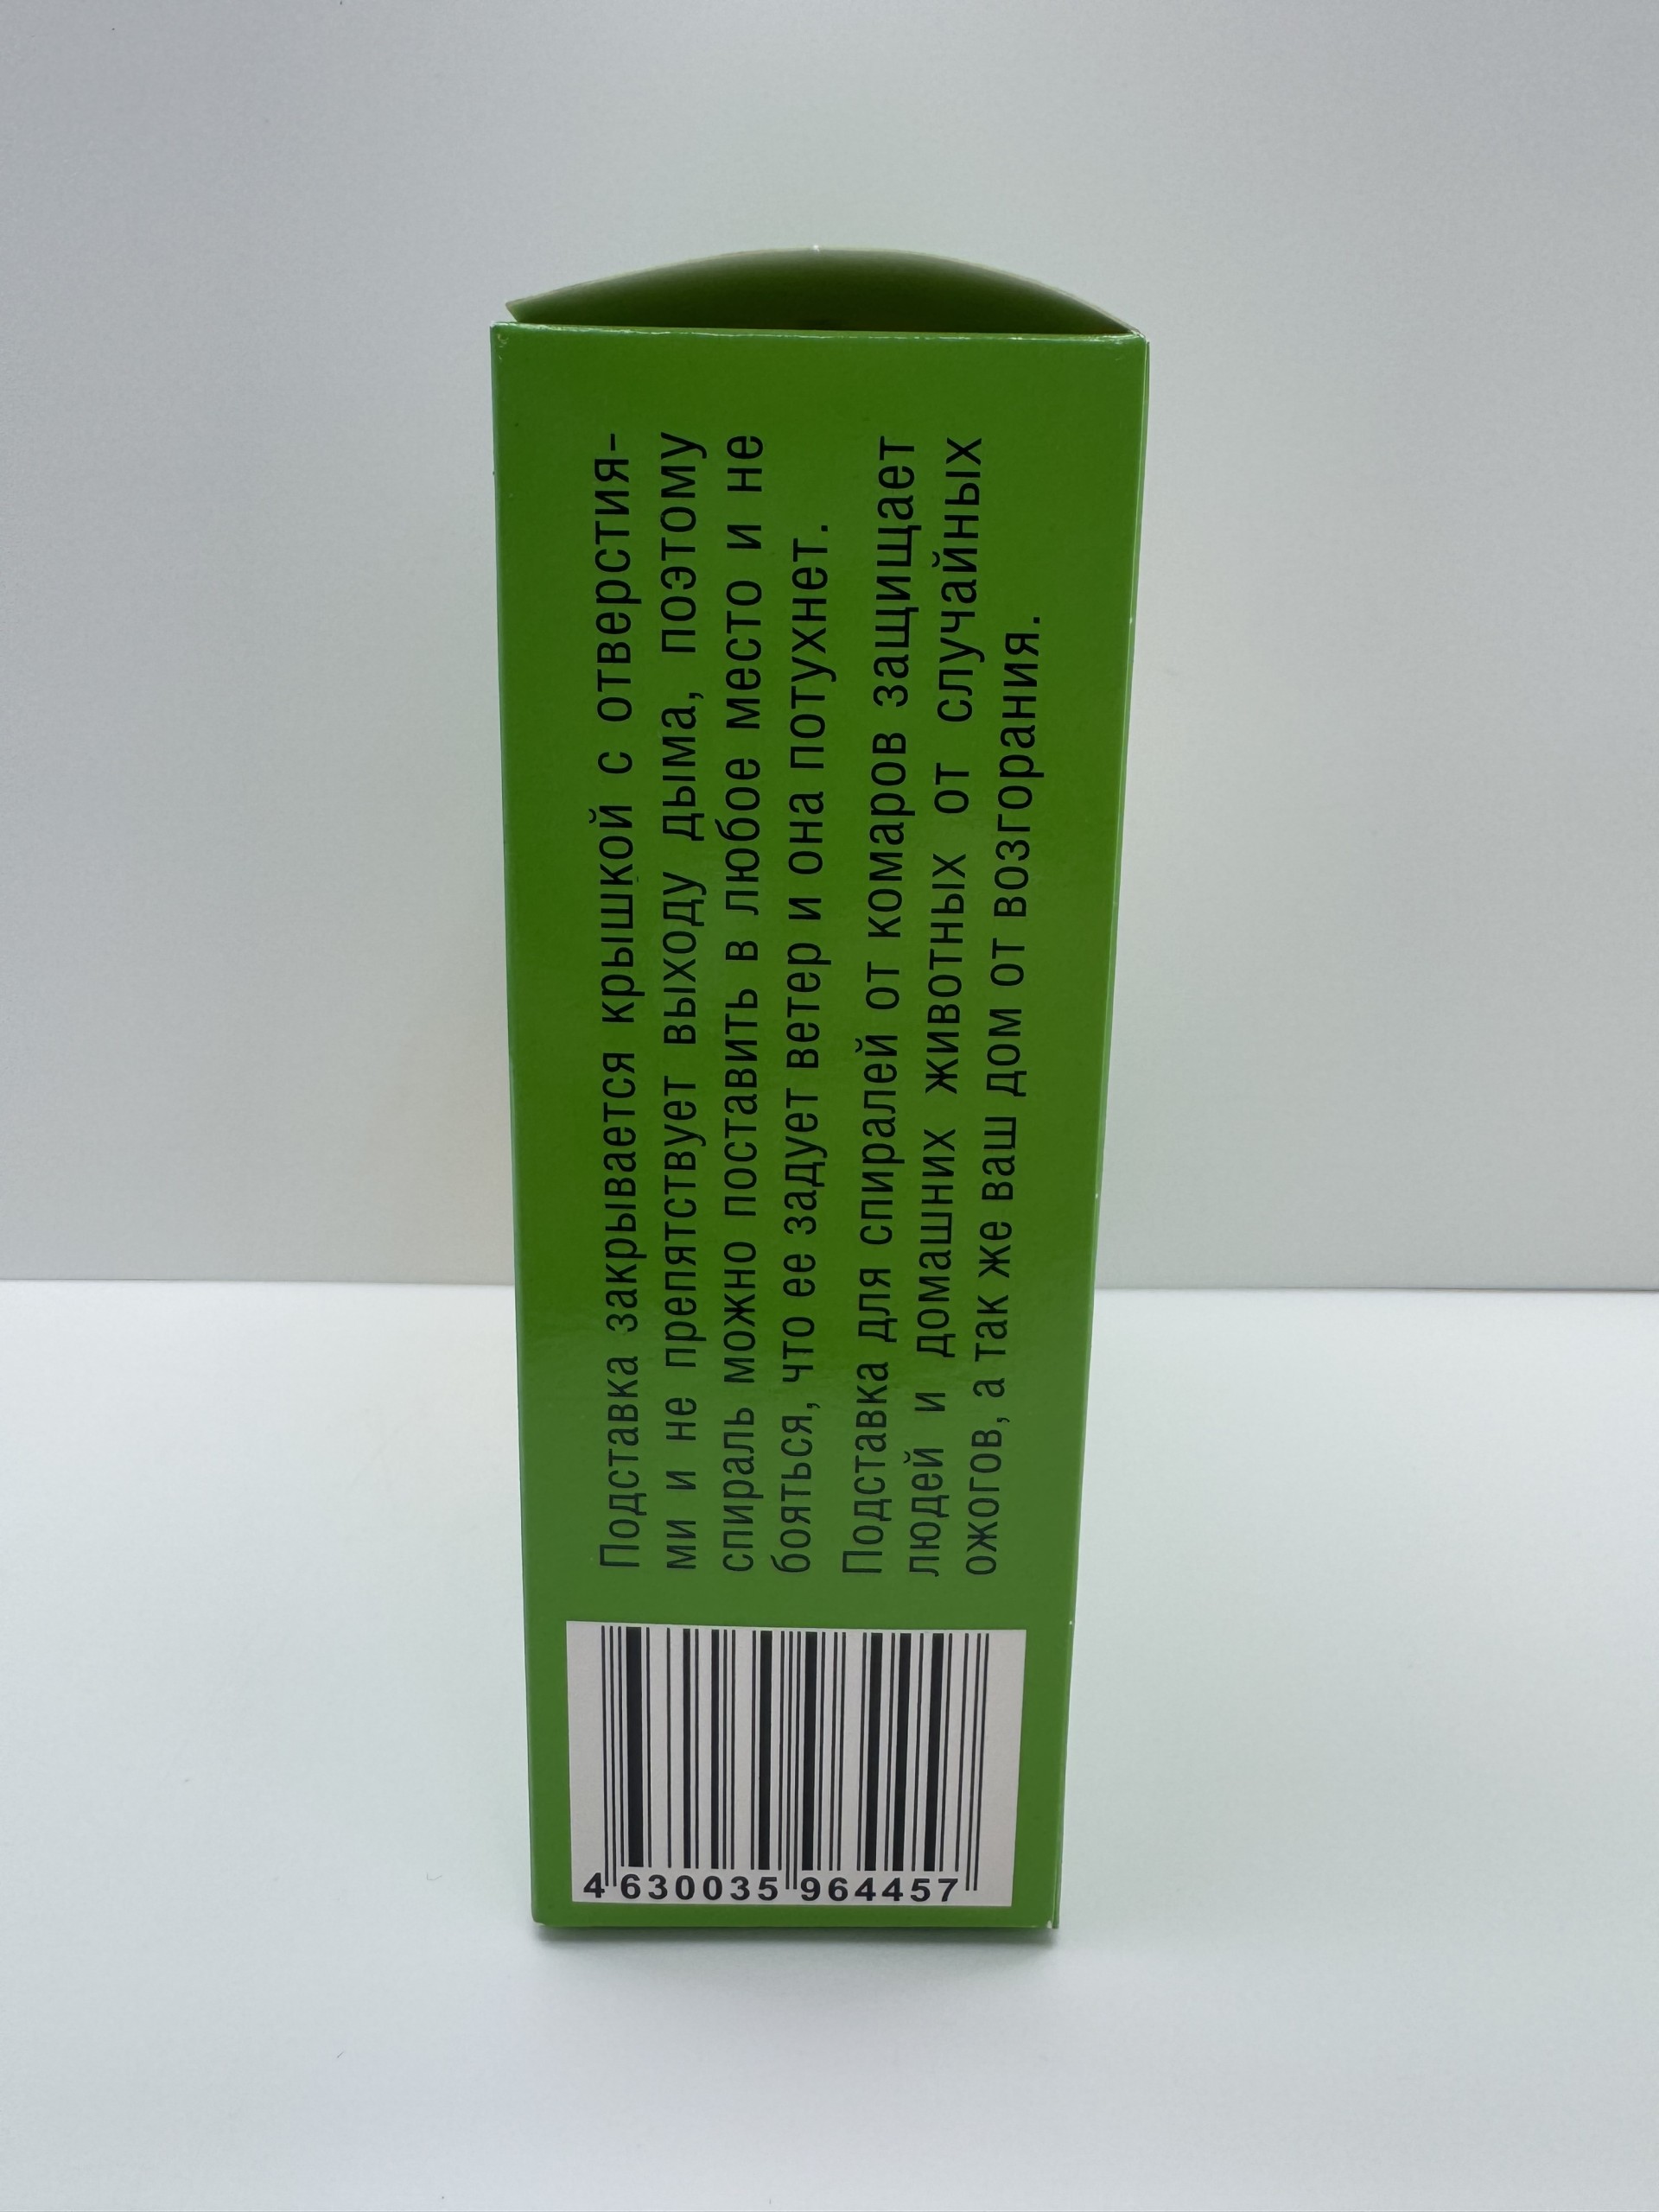 Подставка закрывается крышкой с отверстия-
ми и не препятствует выходу дыма, поэтому
спираль можно поставить в любое место и не
бояться, что ее задует ветер и она потухнет.
Подставка для спиралей от комаров защищает
людей и домашних животных от случайных
ожогов, а так же ваш дом от возгорания.
4 630035 964457